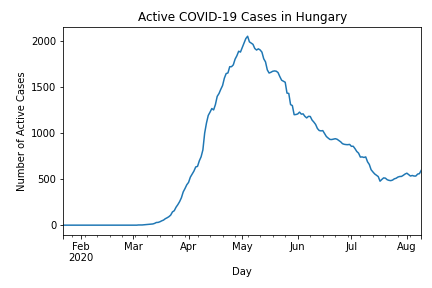 Active COVID-19 Cases in Hungary
Number of Active Cases
2000
1500
1000
500
0
Feb
2020
Mar
Apr
May
Jun
Jul
Aug
Day